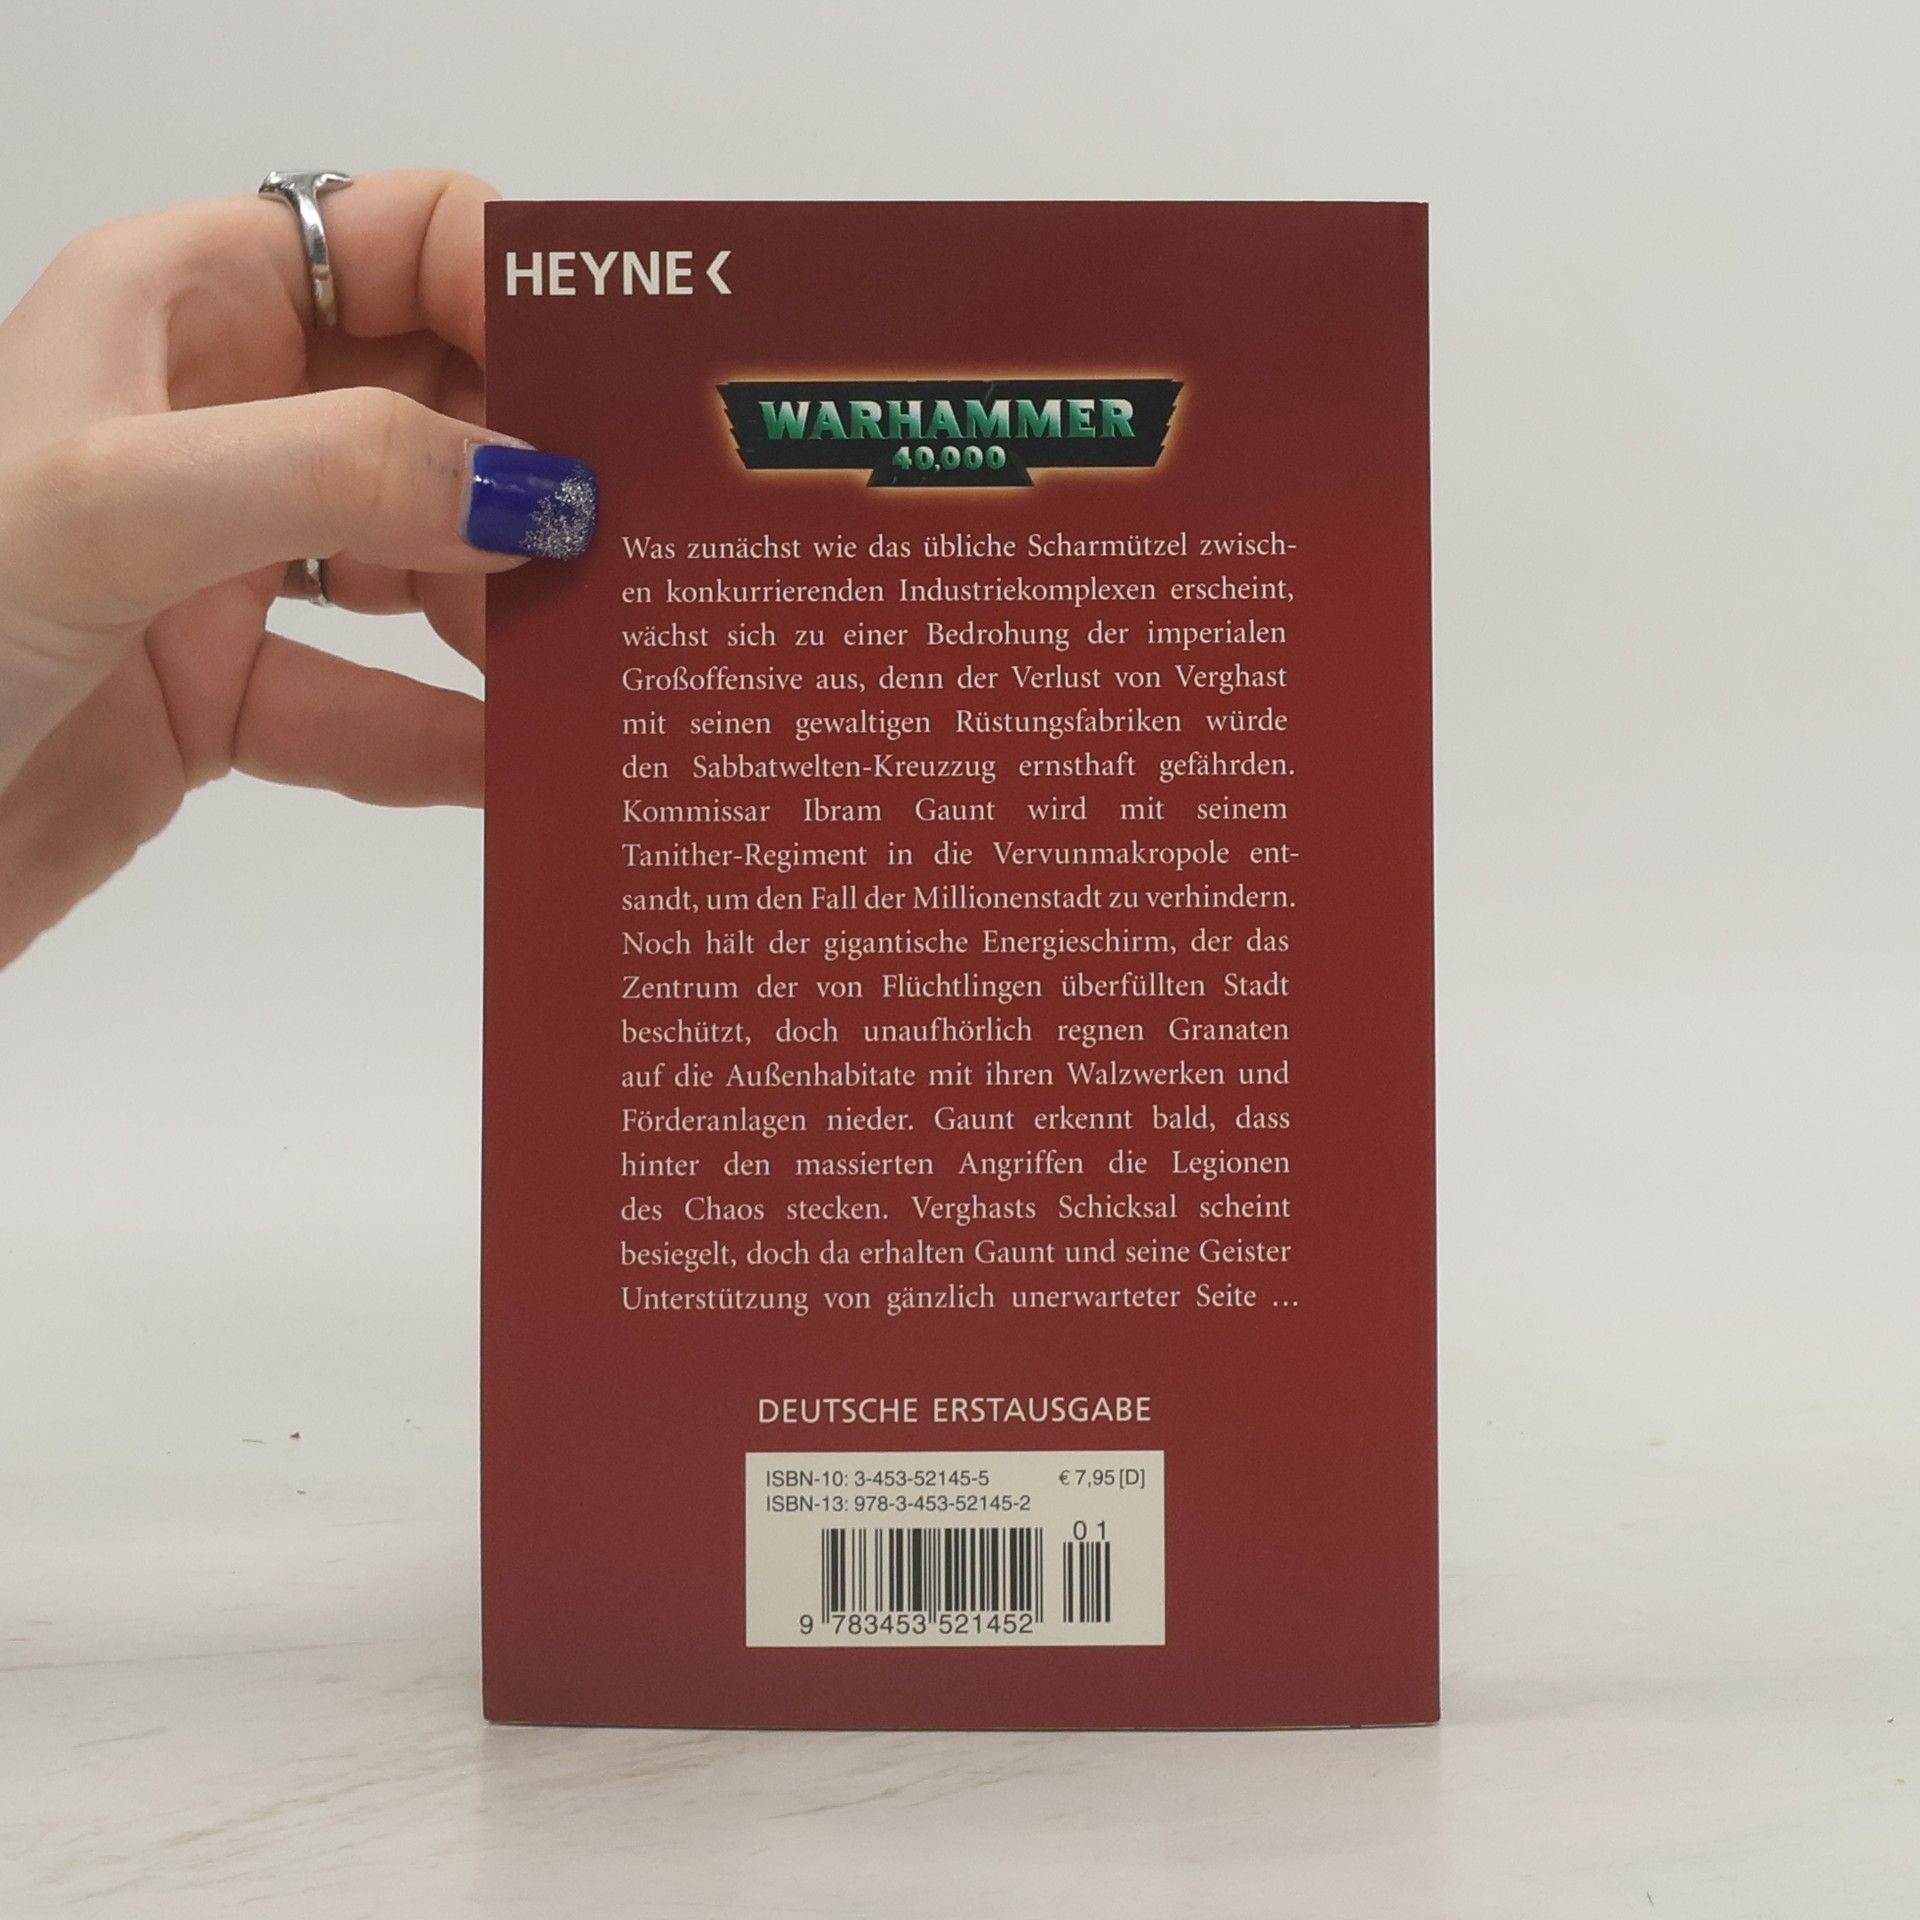 HEYNE <
WARHAMMER
40,000
Was zunächst wie das übliche Scharmützel zwisch-
en konkurrierenden Industriekomplexen erscheint,
wächst sich zu einer Bedrohung der imperialen
Großoffensive aus, denn der Verlust von Verghast
mit seinen gewaltigen Rüstungsfabriken würde
den Sabbatwelten-Kreuzzug ernsthaft gefährden.
Kommissar Ibram Gaunt wird mit seinem
Tanither-Regiment in die Vervunmakropole ent-
sandt, um den Fall der Millionenstadt zu verhindern.
Noch hält der gigantische Energieschirm, der das
Zentrum der von Flüchtlingen überfüllten Stadt
beschützt, doch unaufhörlich regnen Granaten
auf die Außenhabitate mit ihren Walzwerken und
Förderanlagen nieder. Gaunt erkennt bald, dass
hinter den massierten Angriffen die Legionen
des Chaos stecken. Verghasts Schicksal scheint
besiegelt, doch da erhalten Gaunt und seine Geister
Unterstützung von gänzlich unerwarteter Seite ...
DEUTSCHE ERSTAUSGABE
ISBN-10: 3-453-52145-5 € 7,95 [D]
ISBN-13: 978-3-453-52145-2
0 1
9 783453 521452